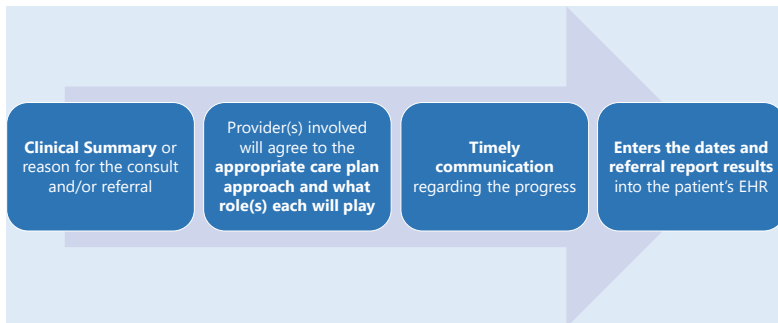 Clinical Summary or
reason for the consult
and/or referral
Provider(s) involved
will agree to the
appropriate care plan
approach and what
role(s) each will play
Timely
communication
regarding the progress
Enters the dates and
referral report results
into the patient's EHR